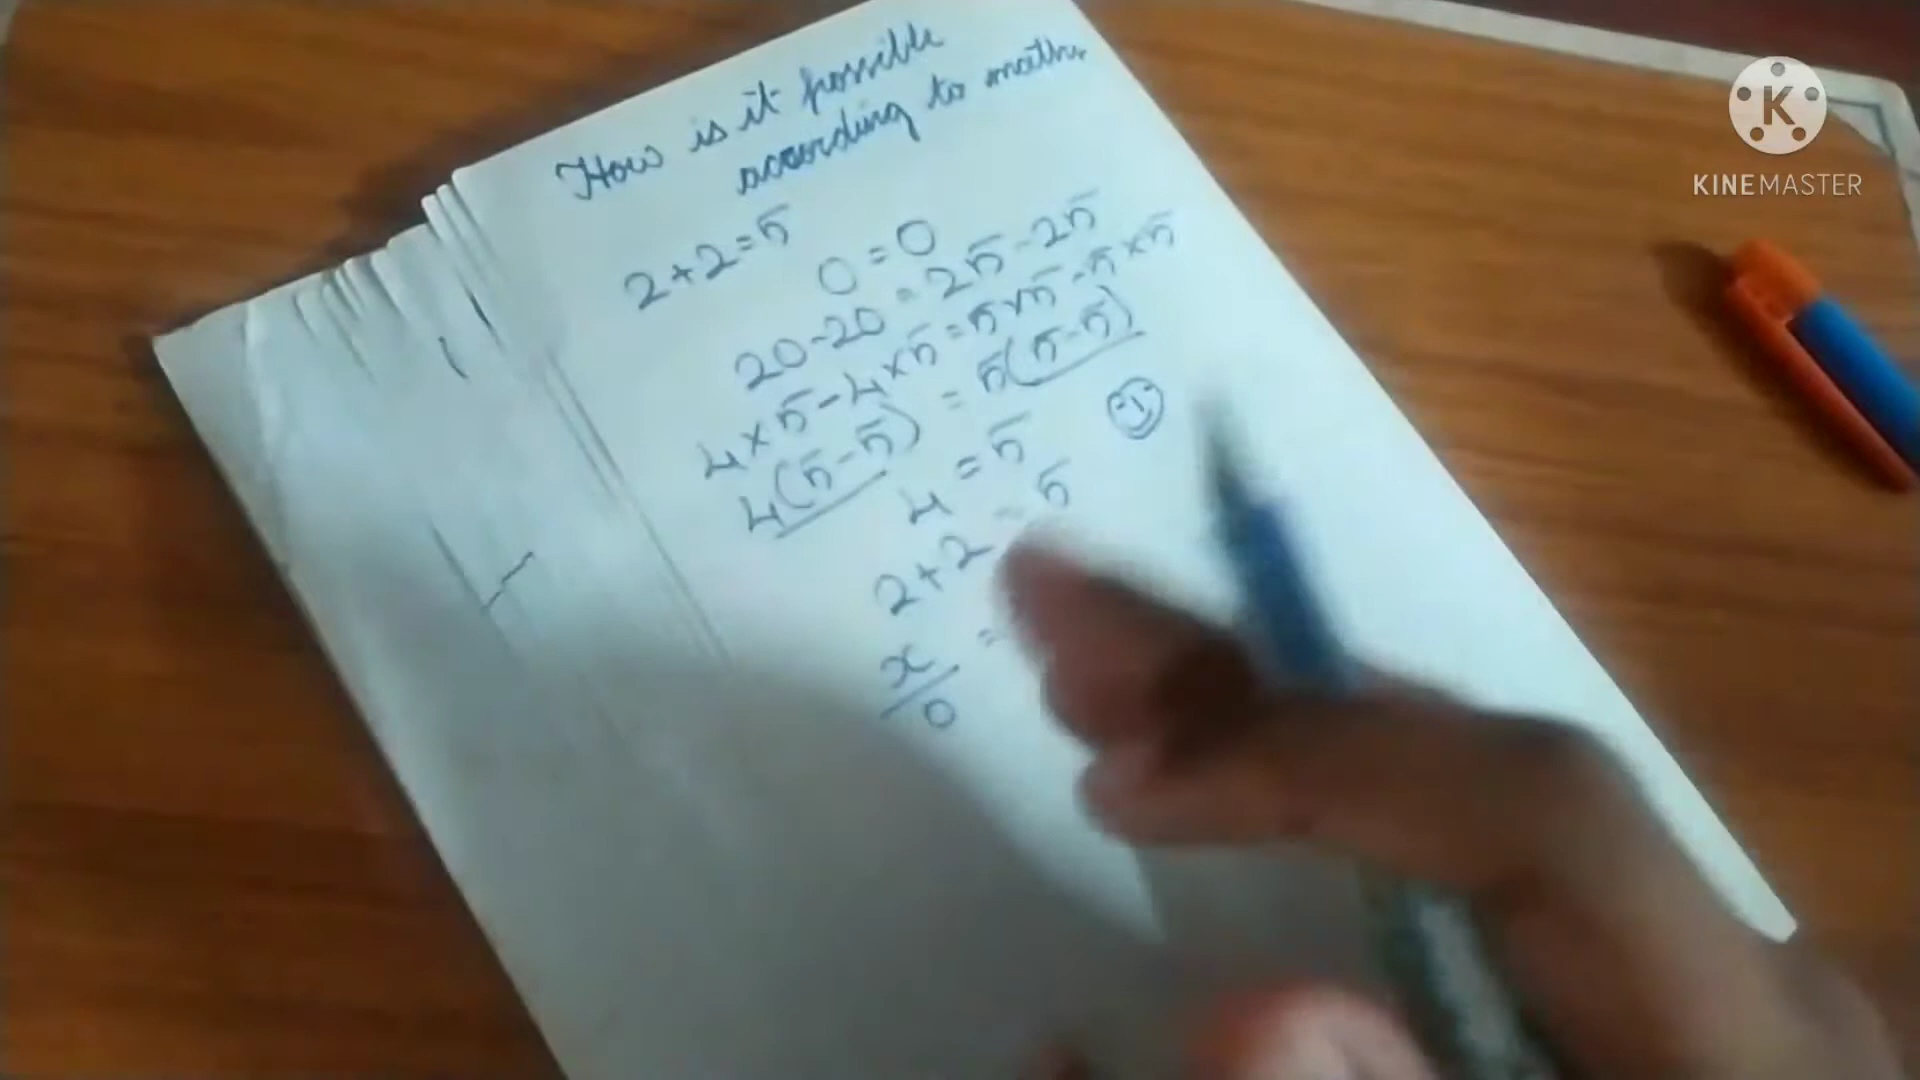 How is it possible
according to maths
2+2=5
0=0
20-20=25-25
4×5-4×5=5×5-5×5
4(5-5) = 5(5-5)
4=5
2+2=5
x/0 =
K
KINEMASTER